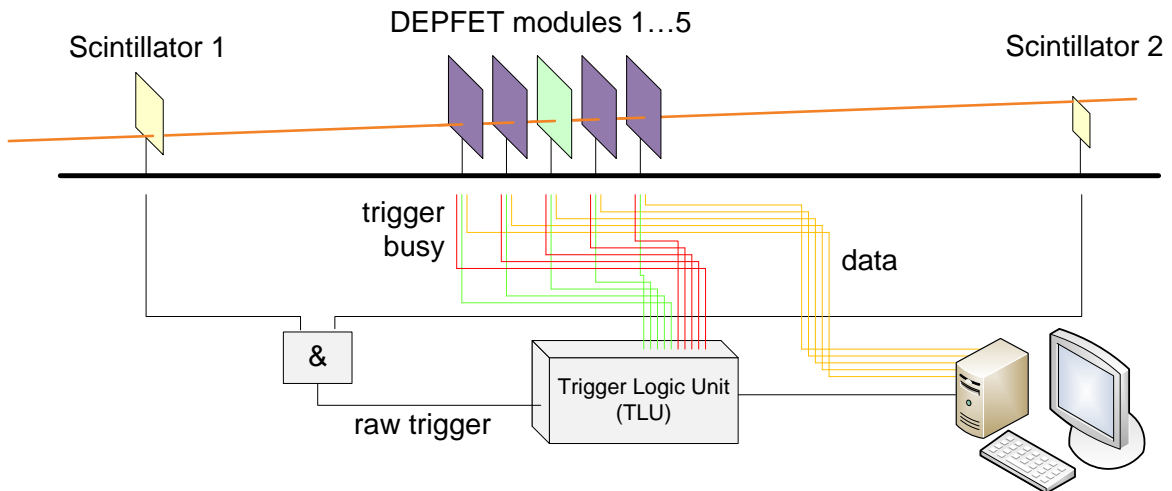 DEPFET modules 1…5
Scintillator 1
Scintillator 2
trigger
busy
data
&
Trigger Logic Unit
(TLU)
raw trigger